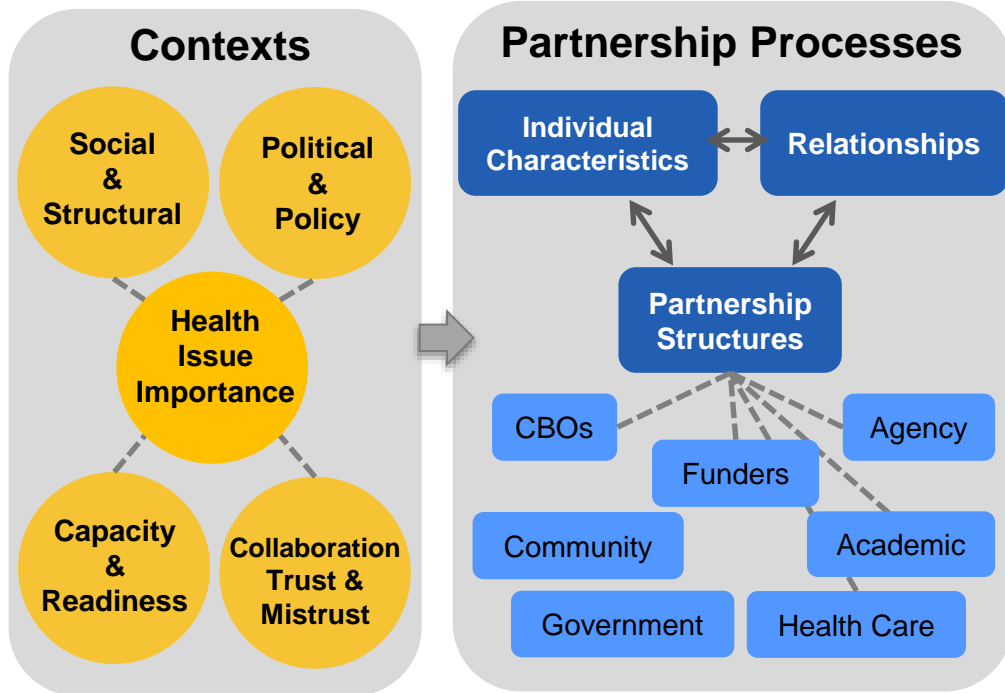 Contexts
Social
&
Structural
Political
&
Policy
Health
Issue
Importance
Capacity
&
Readiness
Collaboration
Trust &
Mistrust
Partnership Processes
Individual
Characteristics
Relationships
Partnership
Structures
CBOs
Agency
Funders
Community
Academic
Government
Health Care